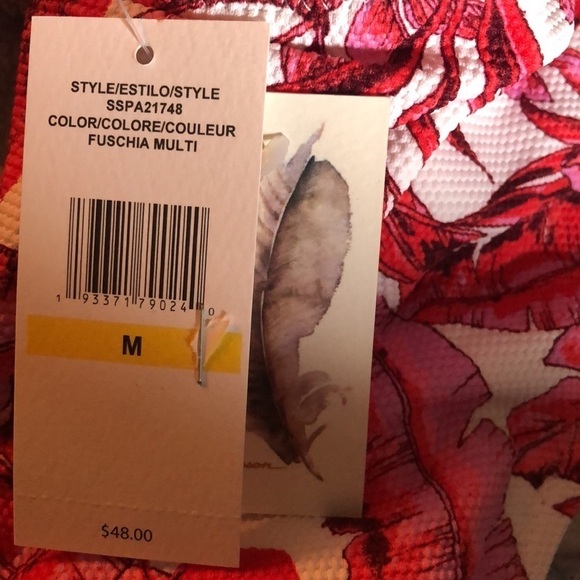 STYLE/ESTILO/STYLE
SSPA21748
COLOR/COLORE/COULEUR
FUSCHIA MULTI
1 93371 79024 0
M
$48.00